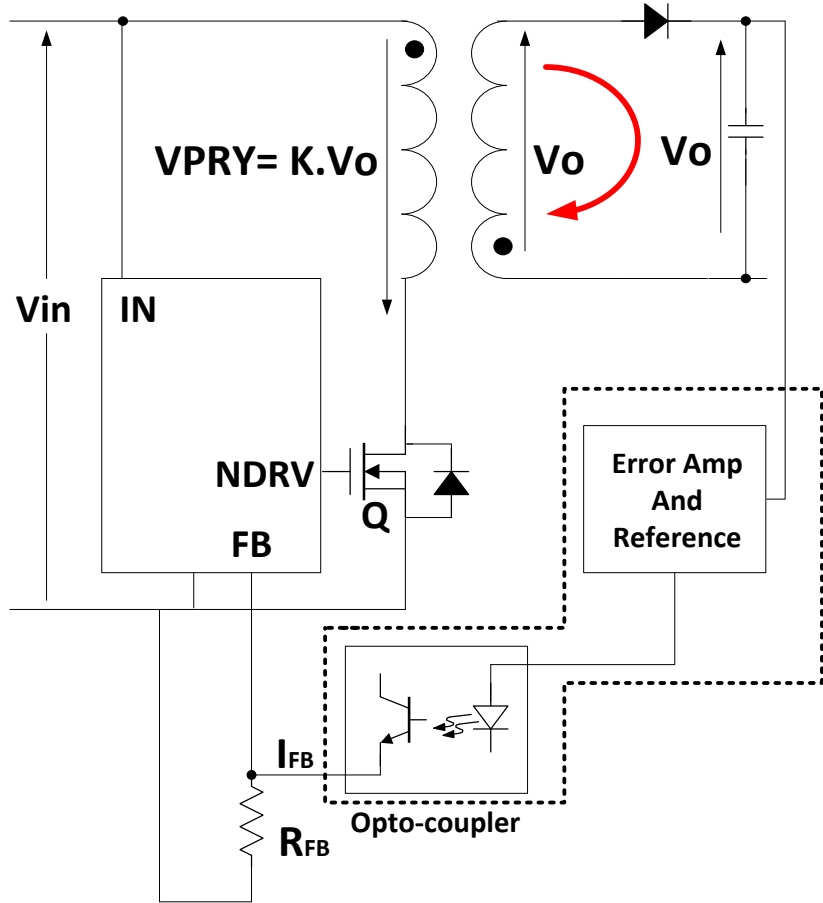 VPRY= K.Vo
Vo
Vo
Vin
IN
NDRV
Q
FB
Error Amp
And
Reference
IFB
Opto-coupler
RFB